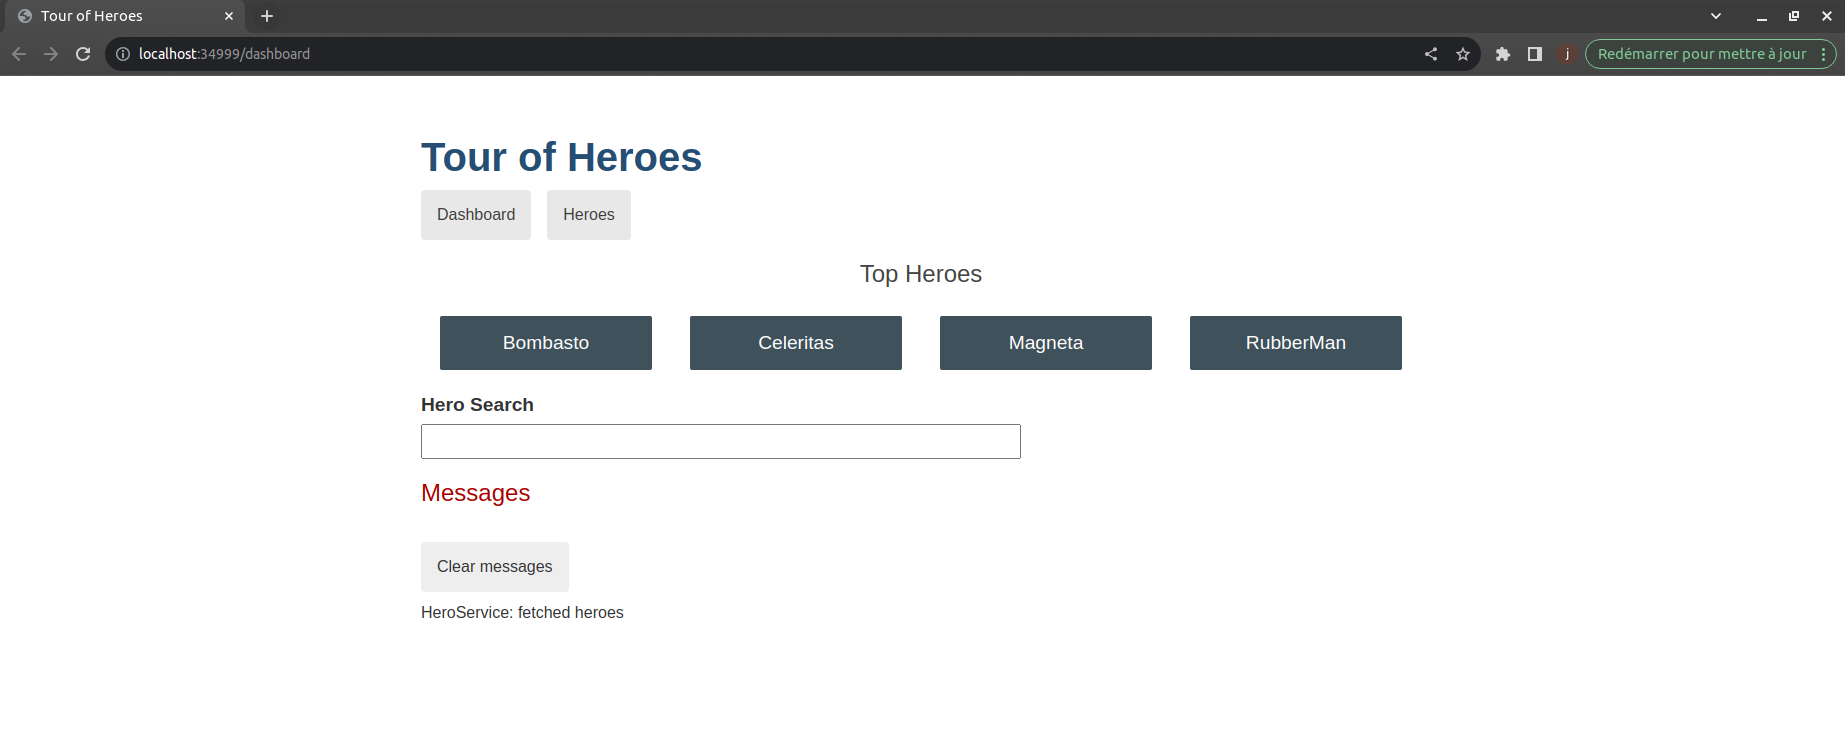 Tour of Heroes
localhost:34999/dashboard
j
Redémarrer pour mettre à jour
Tour of Heroes
Dashboard Heroes
Top Heroes
Bombasto Celeritas Magneta RubberMan
Hero Search
Messages
Clear messages
HeroService: fetched heroes